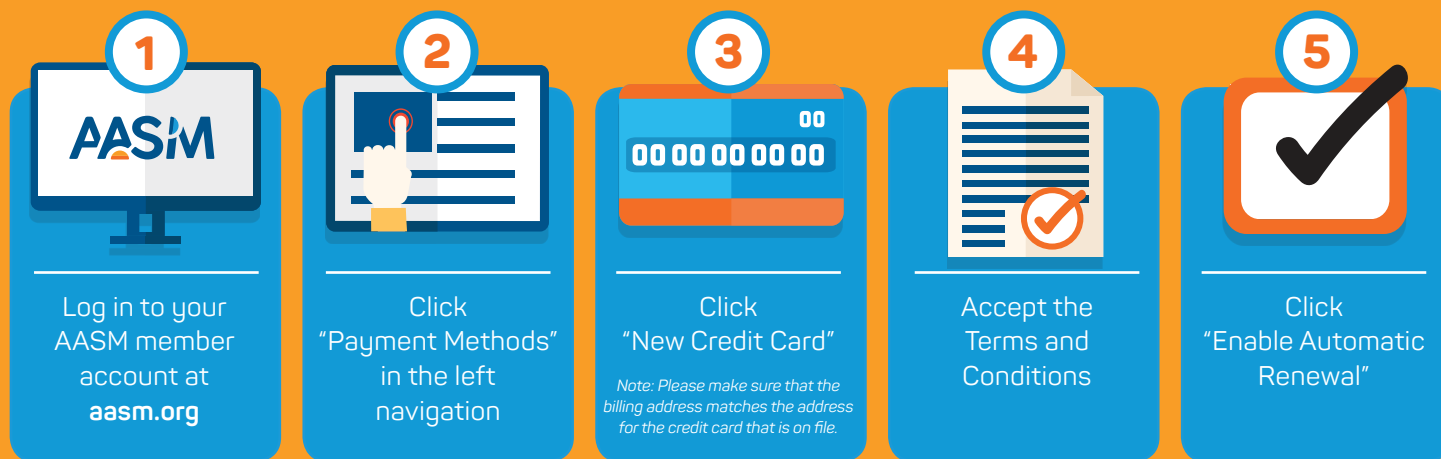 1
AASM
Log in to your
AASM member
account at
aasm.org
2
Click
“Payment Methods”
in the left
navigation
3
00
00 00 00 00 00
Click
“New Credit Card”
Note: Please make sure that the
billing address matches the address
for the credit card that is on file.
4
Accept the
Terms and
Conditions
5
Click
“Enable Automatic
Renewal”